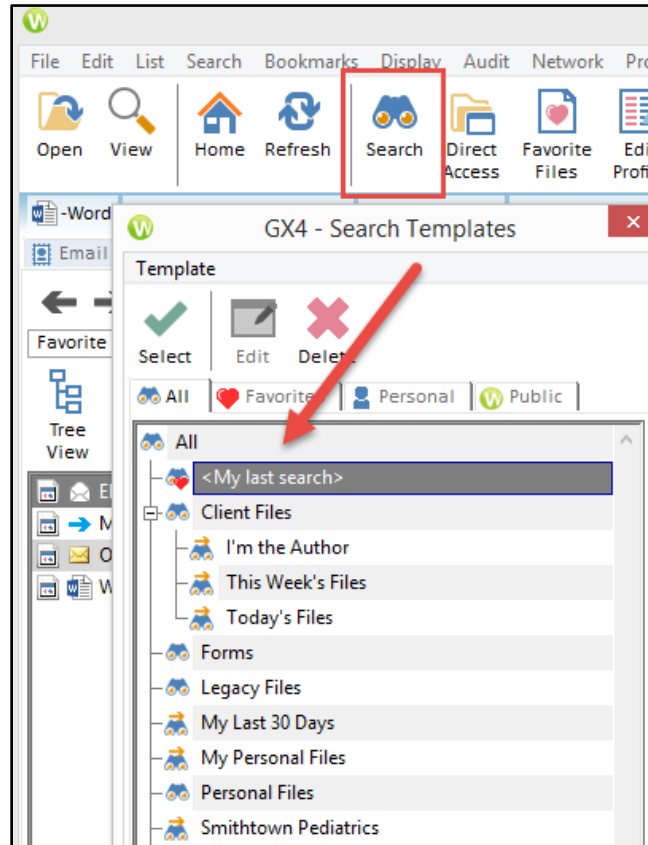 File Edit List Search Bookmarks Display Audit Network
Open View Home Refresh Search Direct Access Favorite Files
-Word
GX4 - Search Templates
Email
Template
Favorite
Select Edit Delete
All Favorites Personal Public
Tree View
All
<My last search>
Client Files
I'm the Author
This Week's Files
Today's Files
Forms
Legacy Files
My Last 30 Days
My Personal Files
Personal Files
Smithtown Pediatrics